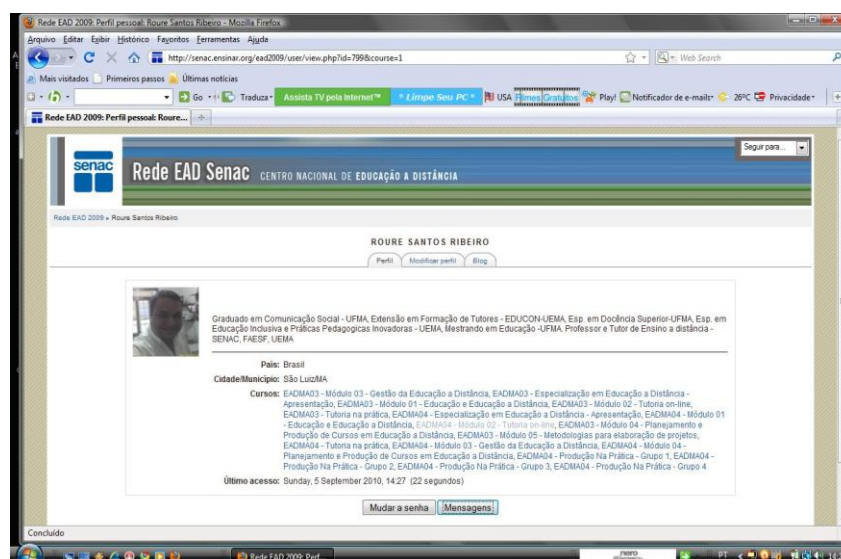 Rede EAD 2009: Perfil pessoal: Roure Santos Ribeiro - Mozilla Firefox
Arquivo Editar Exibir Histórico Favoritos Ferramentas Ajuda
http://senac.ensinar.org/ead2009/user/view.php?id=799&course=1
Web Search
Mais visitados Primeiros passos Últimas notícias
Go Traduza Assista TV pela Internet™ * Limpe Seu PC * USA Filmes Gratuitos Play! Notificador de e-mails 26ºC Privacidade
Rede EAD 2009: Perfil pessoal: Roure...
Seguir para...
senac
Rede EAD Senac CENTRO NACIONAL DE EDUCAÇÃO A DISTÂNCIA
Rede EAD 2009 » Roure Santos Ribeiro
ROURE SANTOS RIBEIRO
Perfil Modificar perfil Blog
Graduado em Comunicação Social - UFMA, Extensão em Formação de Tutores - EDUCON-UEMA, Esp. em Docência Superior-UFMA, Esp. em
Educação Inclusiva e Práticas Pedagogicas Inovadoras - UEMA, Mestrando em Educação -UFMA, Professor e Tutor de Ensino a distância -
SENAC, FAESF, UEMA
País: Brasil
Cidade/Município: São Luiz/MA
Cursos: EADMA03 - Módulo 03 - Gestão da Educação a Distância, EADMA03 - Especialização em Educação a Distância -
Apresentação, EADMA03 - Módulo 01 - Educação e Educação a Distância, EADMA03 - Módulo 02 - Tutoria on-line,
EADMA03 - Tutoria na prática, EADMA04 - Especialização em Educação a Distância - Apresentação, EADMA04 - Módulo 01
- Educação e Educação a Distância, EADMA04 - Módulo 02 - Tutoria on-line, EADMA03 - Módulo 04 - Planejamento e
Produção de Cursos em Educação a Distância, EADMA03 - Módulo 05 - Metodologias para elaboração de projetos,
EADMA04 - Tutoria na prática, EADMA04 - Módulo 03 - Gestão da Educação a Distância, EADMA04 - Módulo 04 -
Planejamento e Produção de Cursos em Educação a Distância, EADMA04 - Produção Na Prática - Grupo 1, EADMA04 -
Produção Na Prática - Grupo 2, EADMA04 - Produção Na Prática - Grupo 3, EADMA04 - Produção Na Prática - Grupo 4
Último acesso: Sunday, 5 September 2010, 14:27 (22 segundos)
Mudar a senha Mensagens
Concluído
Rede EAD 2009: Perf...
nero
PT